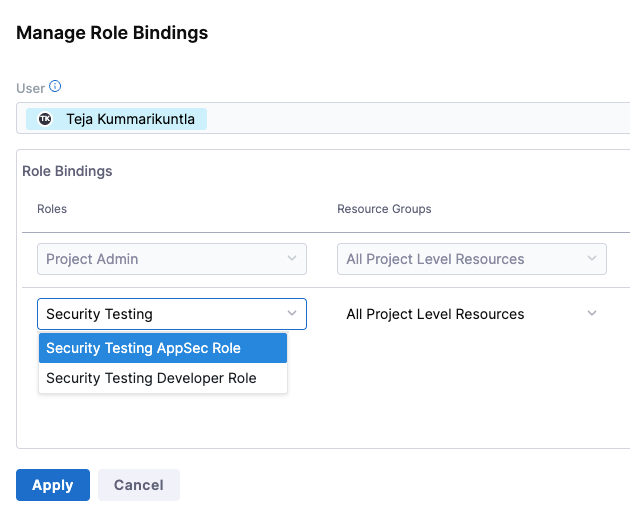 Manage Role Bindings
User
TK Teja Kummarikuntla
Role Bindings
Roles Resource Groups
Project Admin All Project Level Resources
Security Testing All Project Level Resources
Security Testing AppSec Role
Security Testing Developer Role
Apply Cancel